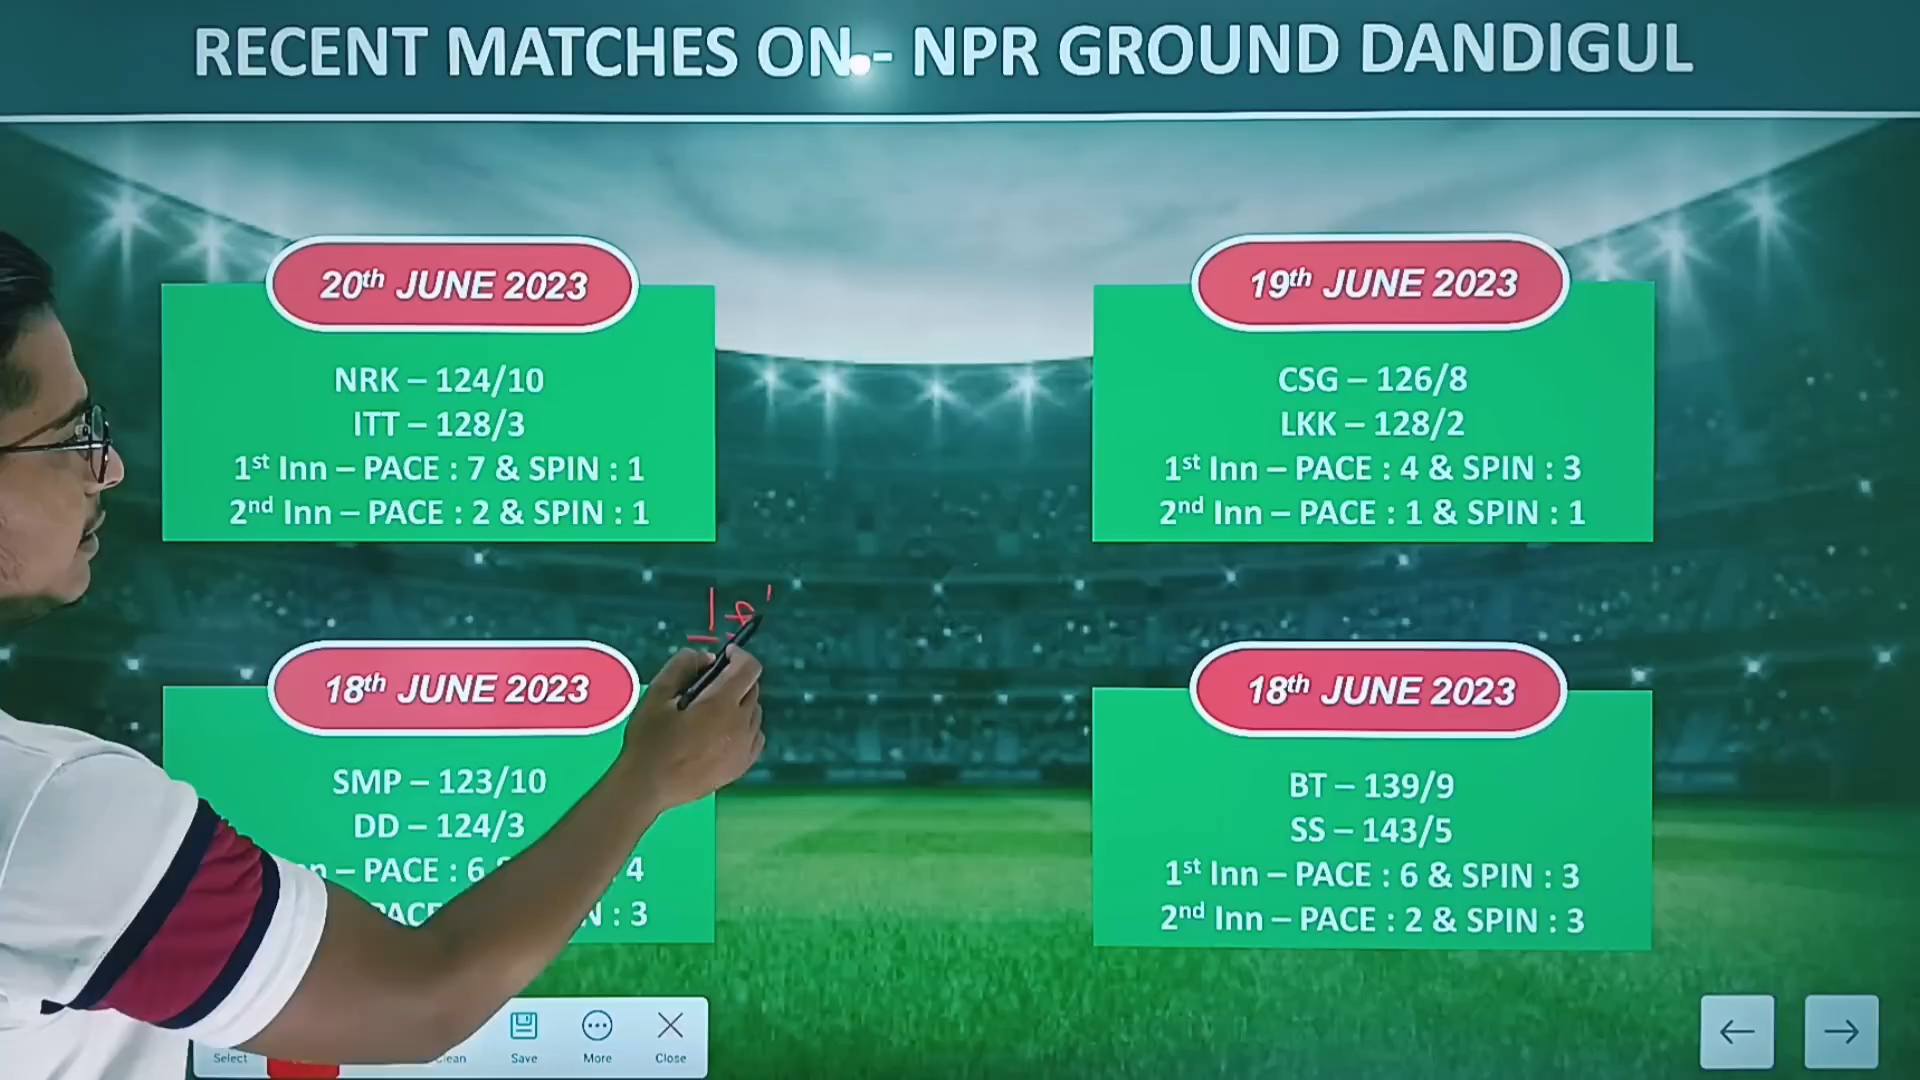 RECENT MATCHES ON - NPR GROUND DANDIGUL
20th JUNE 2023
NRK – 124/10
ITT – 128/3
1st Inn – PACE : 7 & SPIN : 1
2nd Inn – PACE : 2 & SPIN : 1
19th JUNE 2023
CSG – 126/8
LKK – 128/2
1st Inn – PACE : 4 & SPIN : 3
2nd Inn – PACE : 1 & SPIN : 1
18th JUNE 2023
SMP – 123/10
DD – 124/3
– PACE : 6 4
: 3
18th JUNE 2023
BT – 139/9
SS – 143/5
1st Inn – PACE : 6 & SPIN : 3
2nd Inn – PACE : 2 & SPIN : 3
Select Save More Close